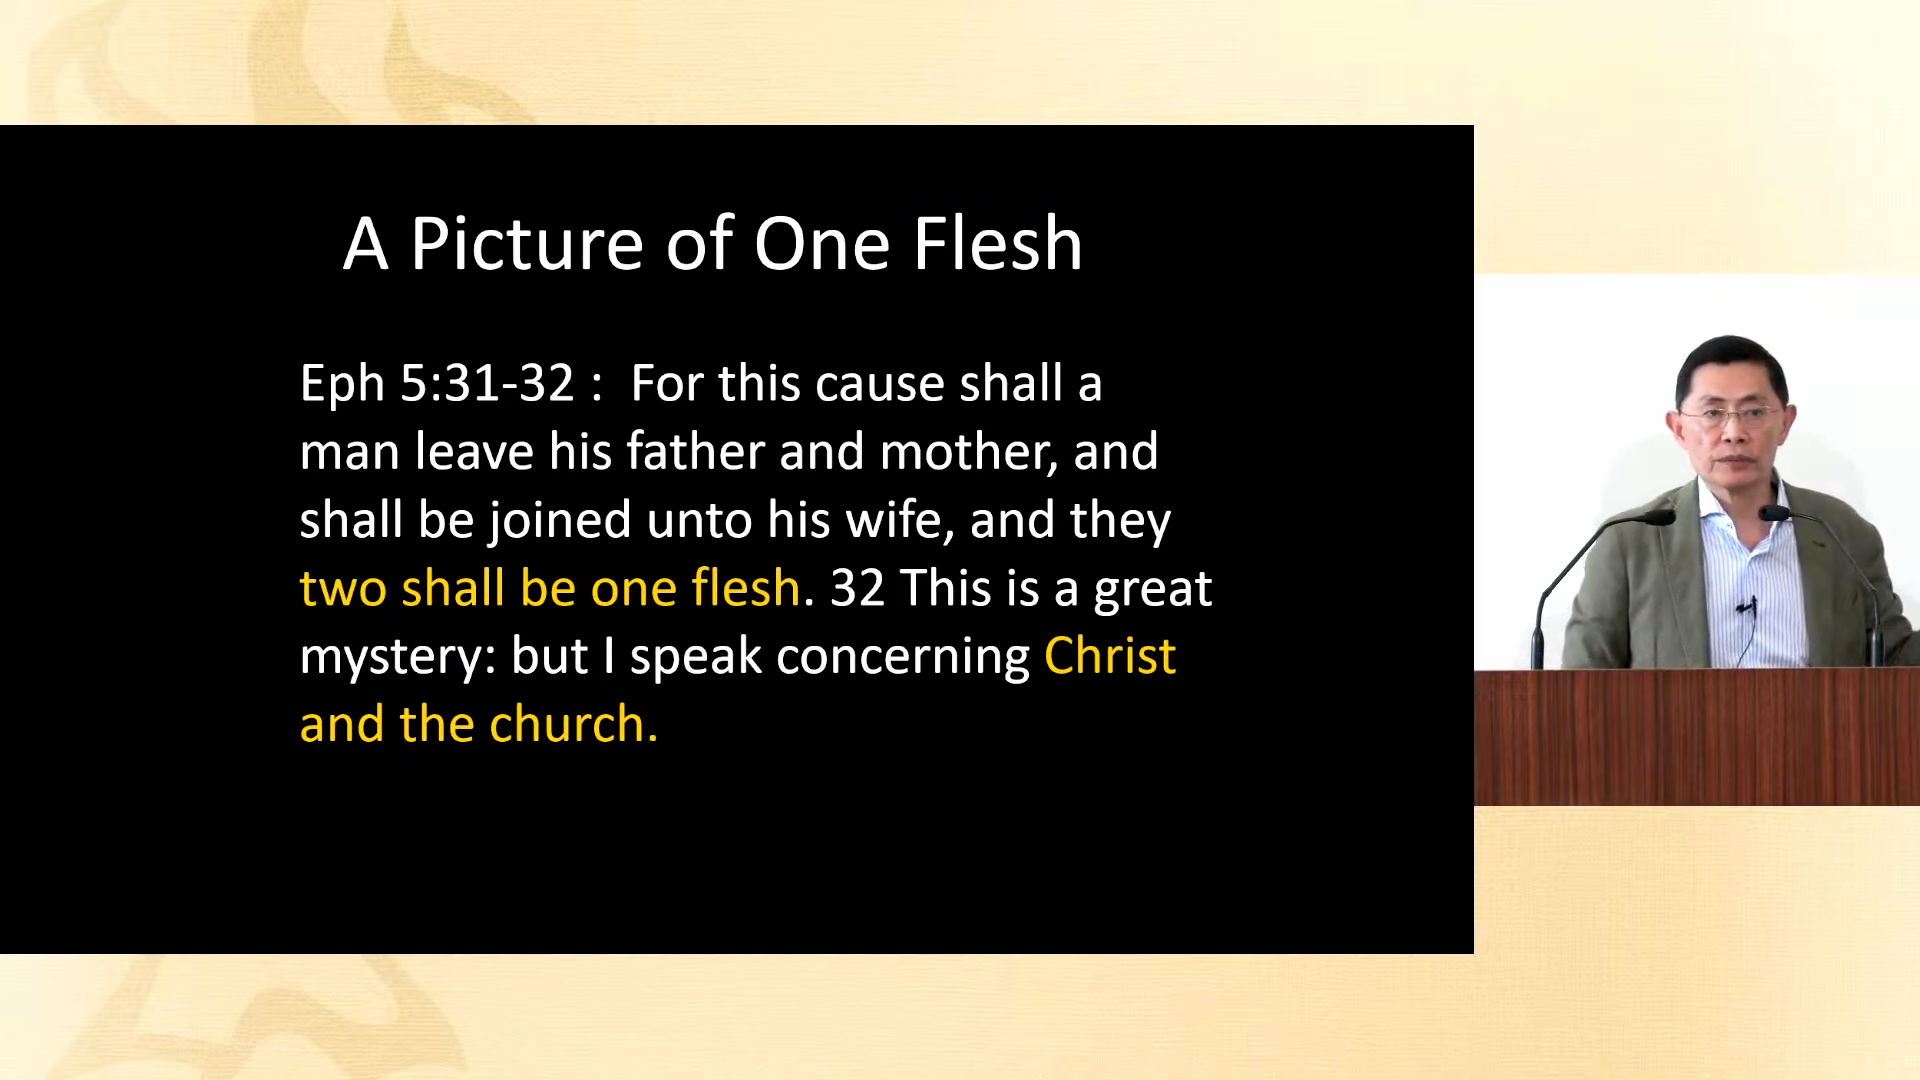 A Picture of One Flesh
Eph 5:31-32 :  For this cause shall a
man leave his father and mother, and
shall be joined unto his wife, and they
two shall be one flesh. 32 This is a great
mystery: but I speak concerning Christ
and the church.